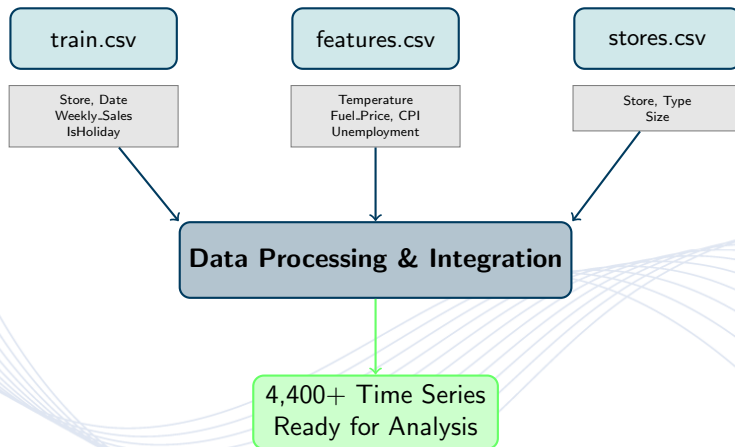 train.csv
features.csv
stores.csv
Store, Date
Weekly_Sales
IsHoliday
Temperature
Fuel_Price, CPI
Unemployment
Store, Type
Size
Data Processing & Integration
4,400+ Time Series
Ready for Analysis